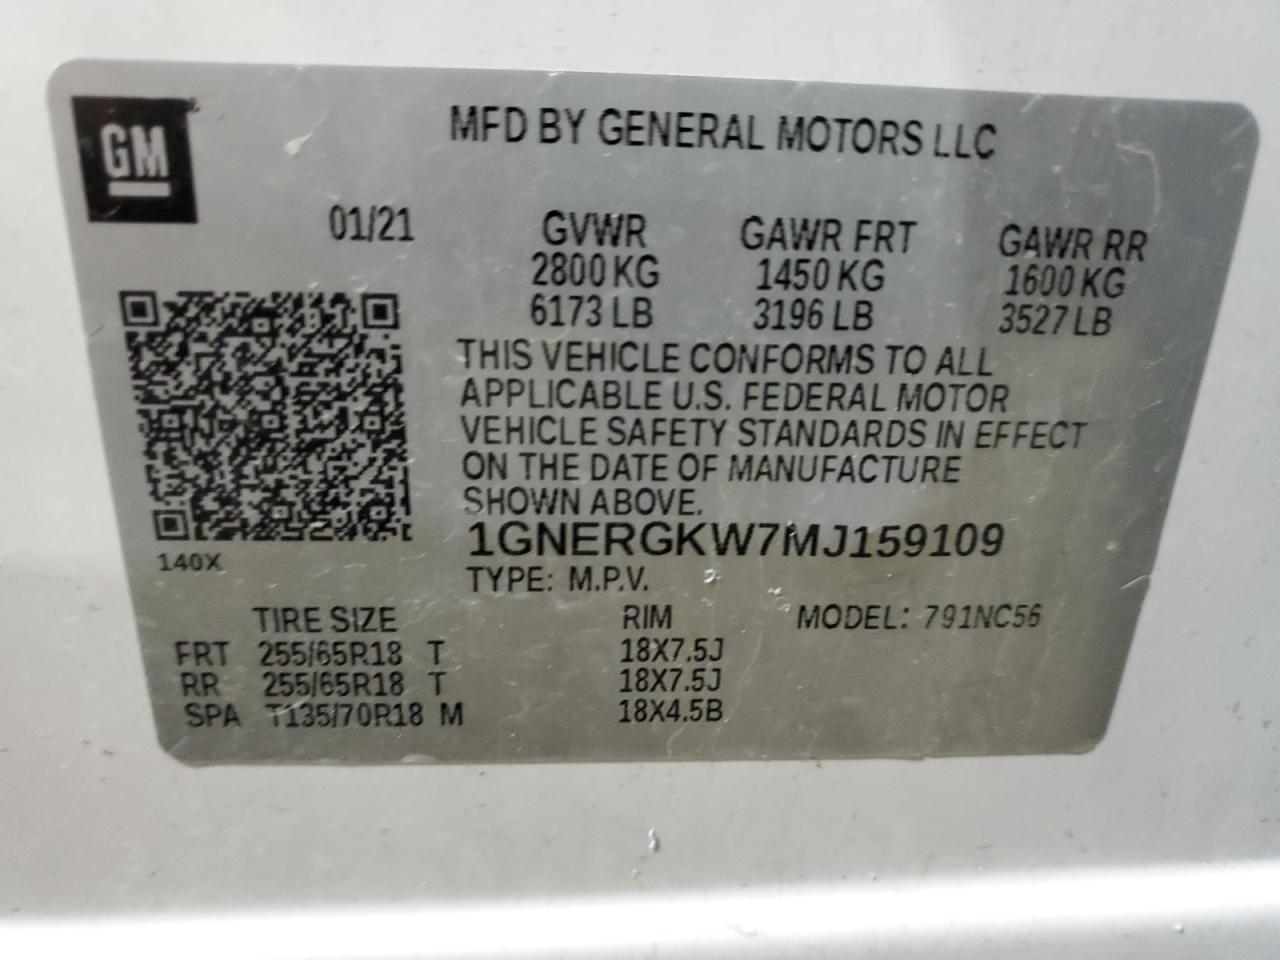 GM
MFD BY GENERAL MOTORS LLC
01/21 GVWR GAWR FRT GAWR RR
2800 KG 1450 KG 1600 KG
6173 LB 3196 LB 3527 LB
THIS VEHICLE CONFORMS TO ALL
APPLICABLE U.S. FEDERAL MOTOR
VEHICLE SAFETY STANDARDS IN EFFECT
ON THE DATE OF MANUFACTURE
SHOWN ABOVE.
1GNERGKW7MJ159109
140X
TYPE: M.P.V.
TIRE SIZE RIM MODEL: 791NC56
FRT 255/65R18 T 18X7.5J
RR 255/65R18 T 18X7.5J
SPA T135/70R18 M 18X4.5B